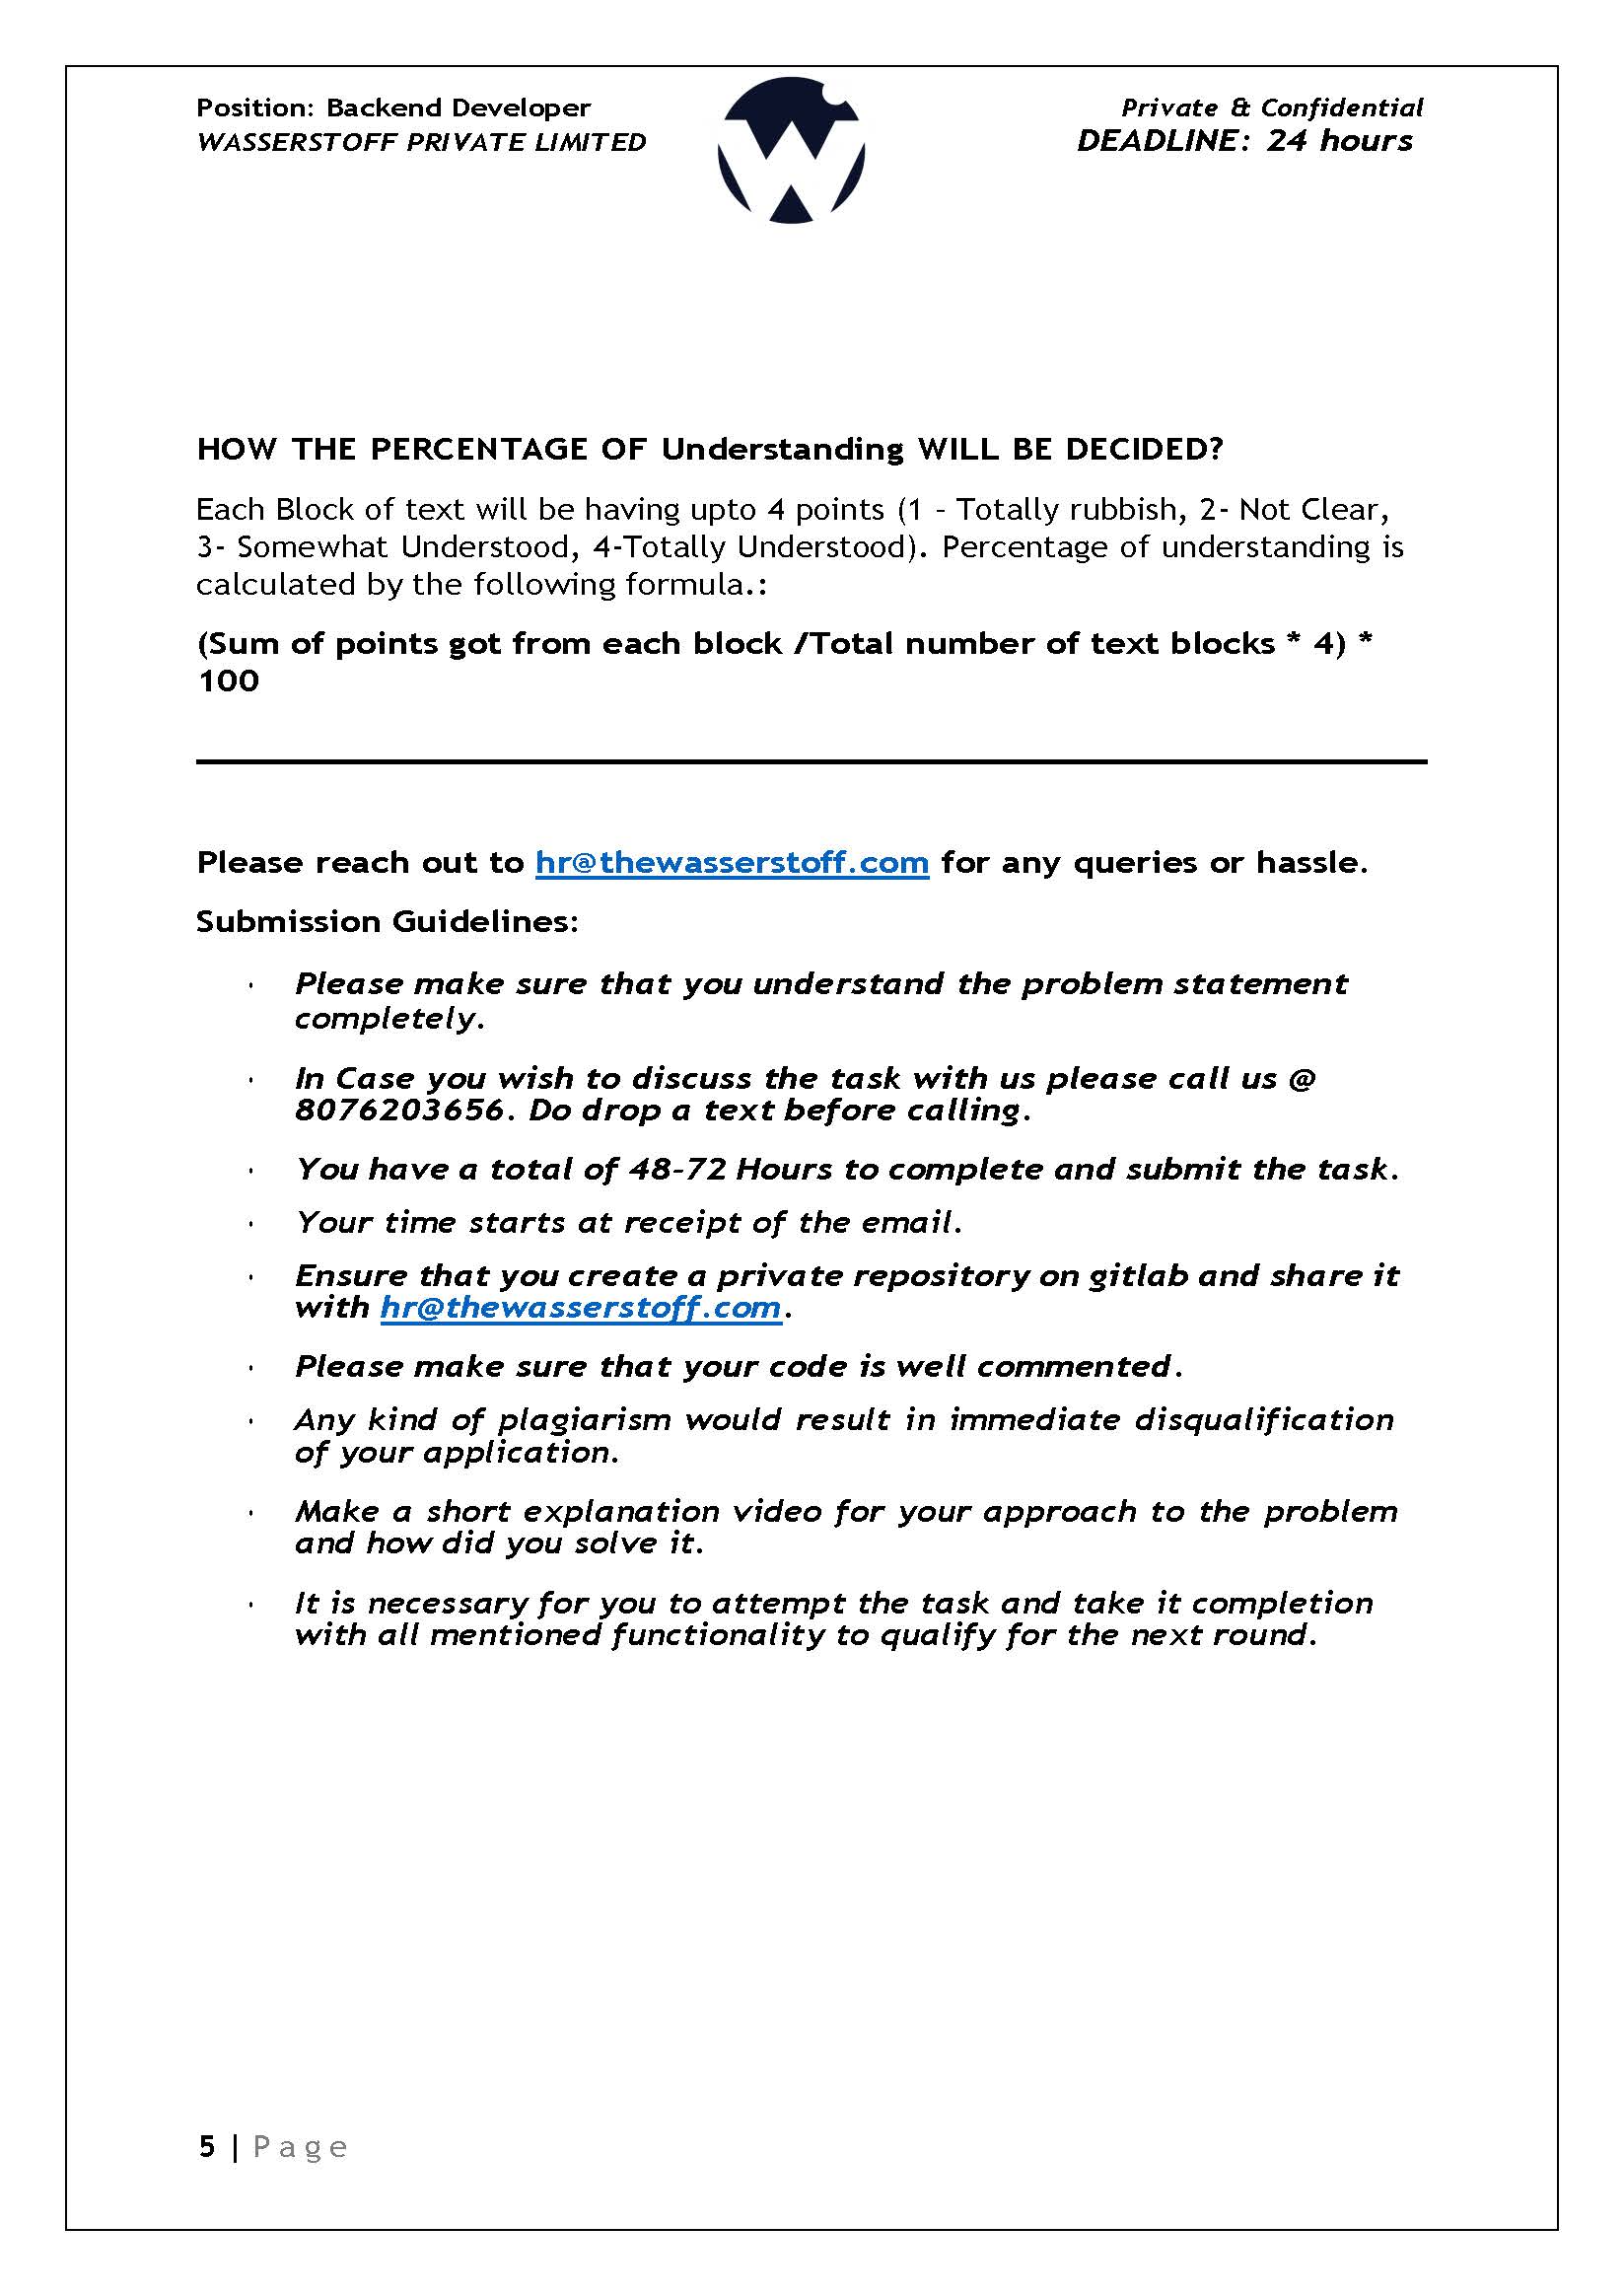 Position: Backend Developer
WASSERSTOFF PRIVATE LIMITED
Private & Confidential
DEADLINE: 24 hours
W
HOW THE PERCENTAGE OF Understanding WILL BE DECIDED?
Each Block of text will be having upto 4 points (1 – Totally rubbish, 2- Not Clear,
3- Somewhat Understood, 4-Totally Understood). Percentage of understanding is
calculated by the following formula.:
(Sum of points got from each block /Total number of text blocks * 4) *
100
Please reach out to hr@thewasserstoff.com for any queries or hassle.
Submission Guidelines:
· Please make sure that you understand the problem statement
completely.
· In Case you wish to discuss the task with us please call us @
8076203656. Do drop a text before calling.
· You have a total of 48-72 Hours to complete and submit the task.
· Your time starts at receipt of the email.
· Ensure that you create a private repository on gitlab and share it
with hr@thewasserstoff.com.
· Please make sure that your code is well commented.
· Any kind of plagiarism would result in immediate disqualification
of your application.
· Make a short explanation video for your approach to the problem
and how did you solve it.
· It is necessary for you to attempt the task and take it completion
with all mentioned functionality to qualify for the next round.
5 | Page